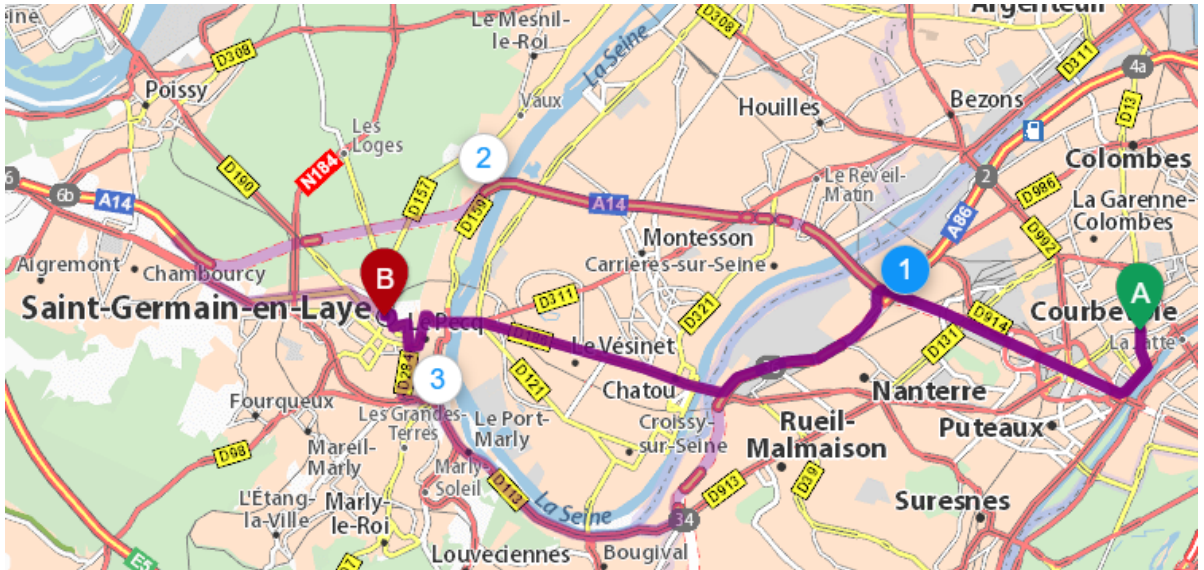 D308
Poissy
Le Mesnil-
le-Roi
La Seine
Vaux
Les
Loges
N184
D190
D157
D159
2
6b
A14
Aigremont
Chambourcy
B
Saint-Germain-en-Laye
Le Pecq
D284
3
Fourqueux
Les Grandes-
Terres
Mareil-
Marly
D98
L'Étang-
la-Ville
Marly-
le-Roi
Marly
Soleil
Le Port-
Marly
D113
La Seine
Louveciennes
Bougival
E5
D308
Houilles
Argenteuil
D311
4a
D13
Bezons
Colombes
2
D986
La Garenne-
Colombes
Le Réveil-
Matin
A14
A86
D992
Montesson
Carrières-sur-Seine
1
A
D311
D321
D914
Courbevoie
D131
Le Vésinet
D121
Chatou
Nanterre
Croissy-
sur-Seine
Rueil-
Malmaison
Puteaux
D39
D913
34
Suresnes